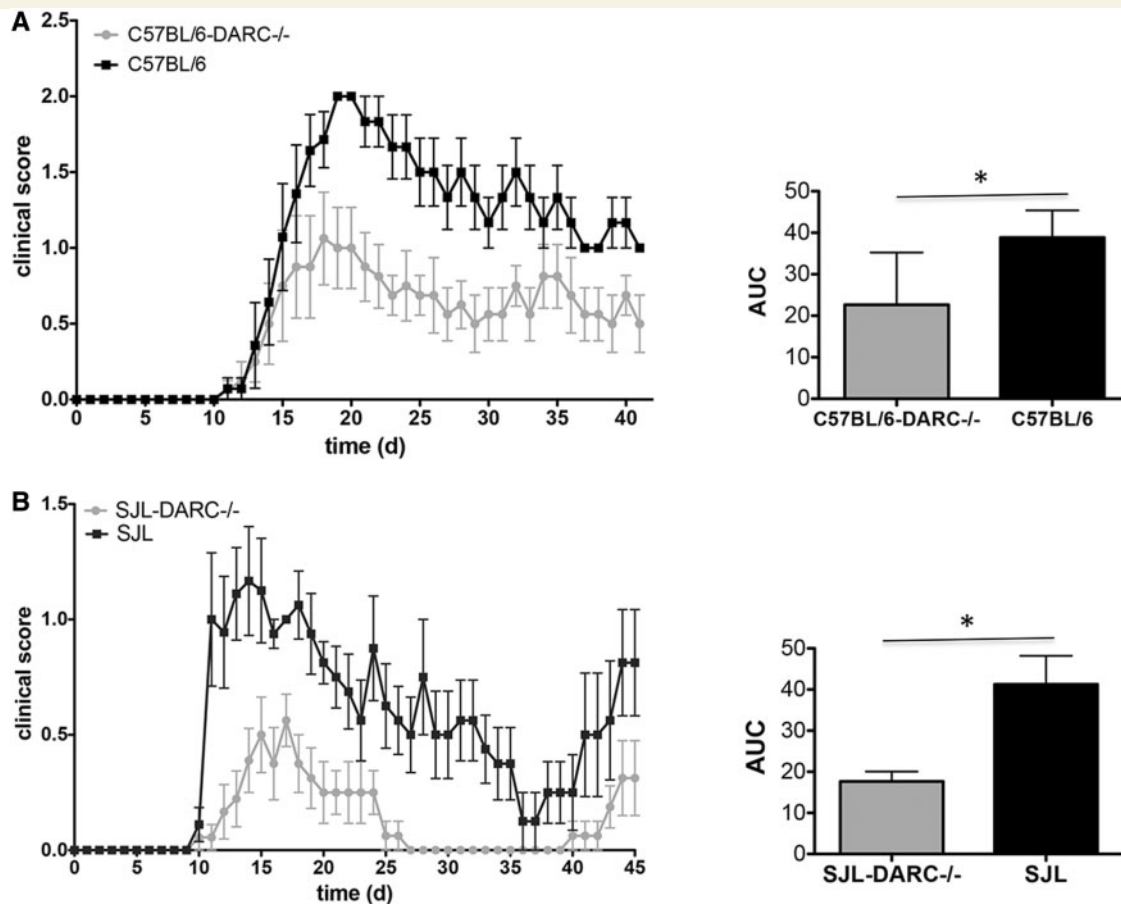 A
2.5
2.0
1.5
1.0
0.5
0.0
clinical score
C57BL/6-DARC-/-
C57BL/6
0 5 10 15 20 25 30 35 40
time (d)
50
40
30
20
10
0
AUC
*
C57BL/6-DARC-/- C57BL/6
B
1.5
1.0
0.5
0.0
clinical score
SJL-DARC-/-
SJL
0 5 10 15 20 25 30 35 40 45
time (d)
50
40
30
20
10
0
AUC
*
SJL-DARC-/- SJL